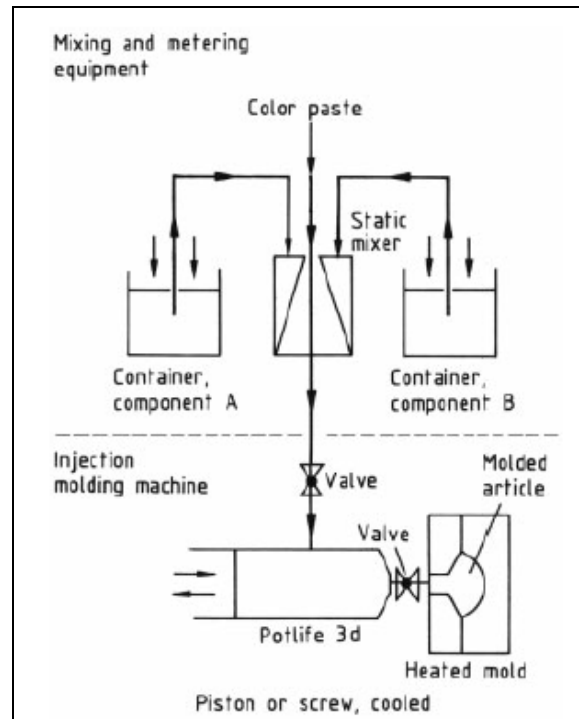 Mixing and metering
equipment
Color paste
Static
mixer
Container,
component A
Container,
component B
Injection
molding machine
Valve
Molded
article
Valve
Potlife 3d
Heated mold
Piston or screw, cooled